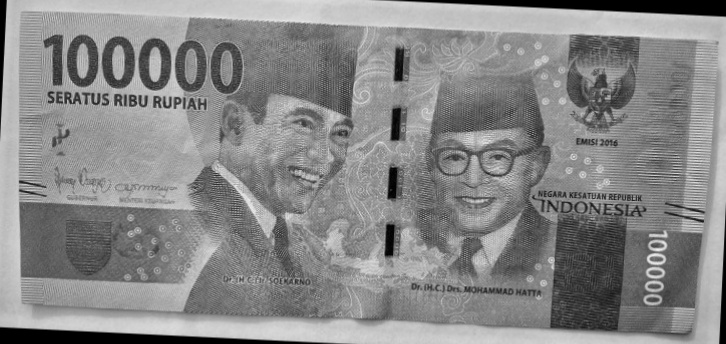 100000
SERATUS RIBU RUPIAH
EMISI 2016
GUBERNUR
MENTERI KEUANGAN
NEGARA KESATUAN REPUBLIK
INDONESIA
100000
Dr. (H.C.) Ir. SOEKARNO
Dr. (H.C.) Drs. MOHAMMAD HATTA